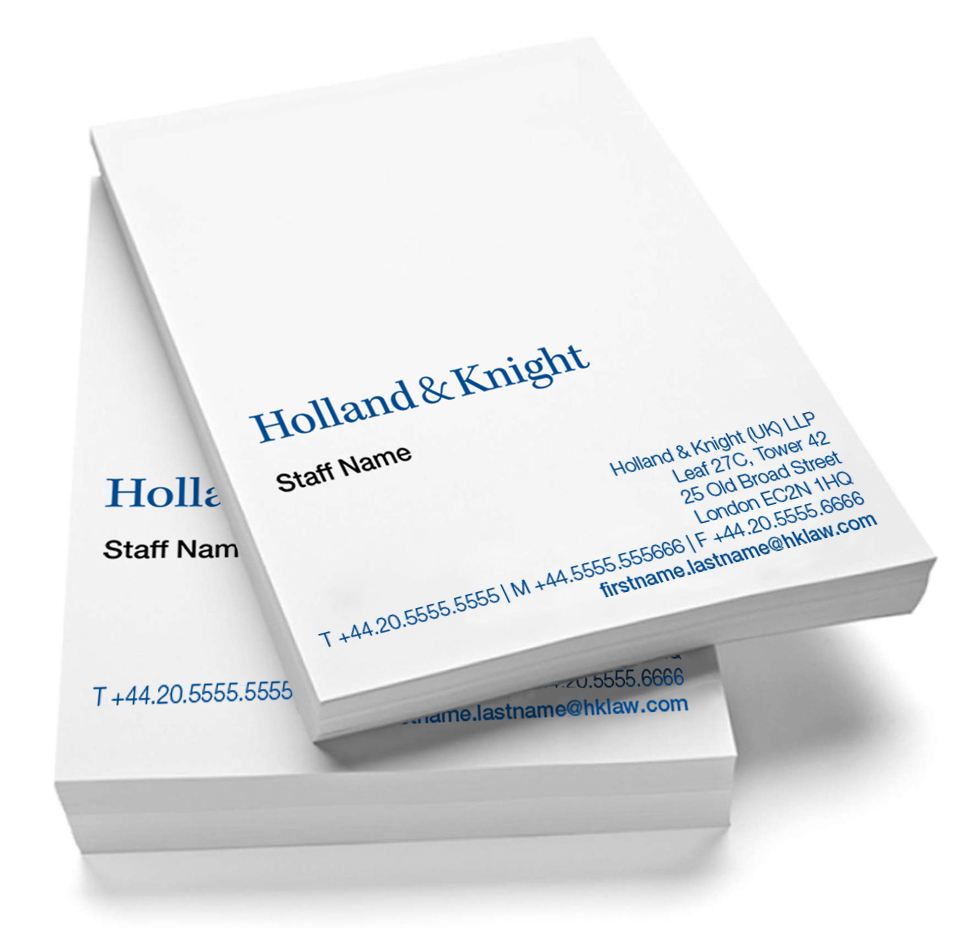 Holland & Knight
Staff Name
Holland & Knight (UK) LLP
Leaf 27C, Tower 42
25 Old Broad Street
London EC2N 1HQ
T +44.20.5555.5555 | M +44.5555.555666 | F +44.20.5555.6666
firstname.lastname@hklaw.com
Holla
Staff Nam
T +44.20.5555.5555
.20.5555.6666
name.lastname@hklaw.com